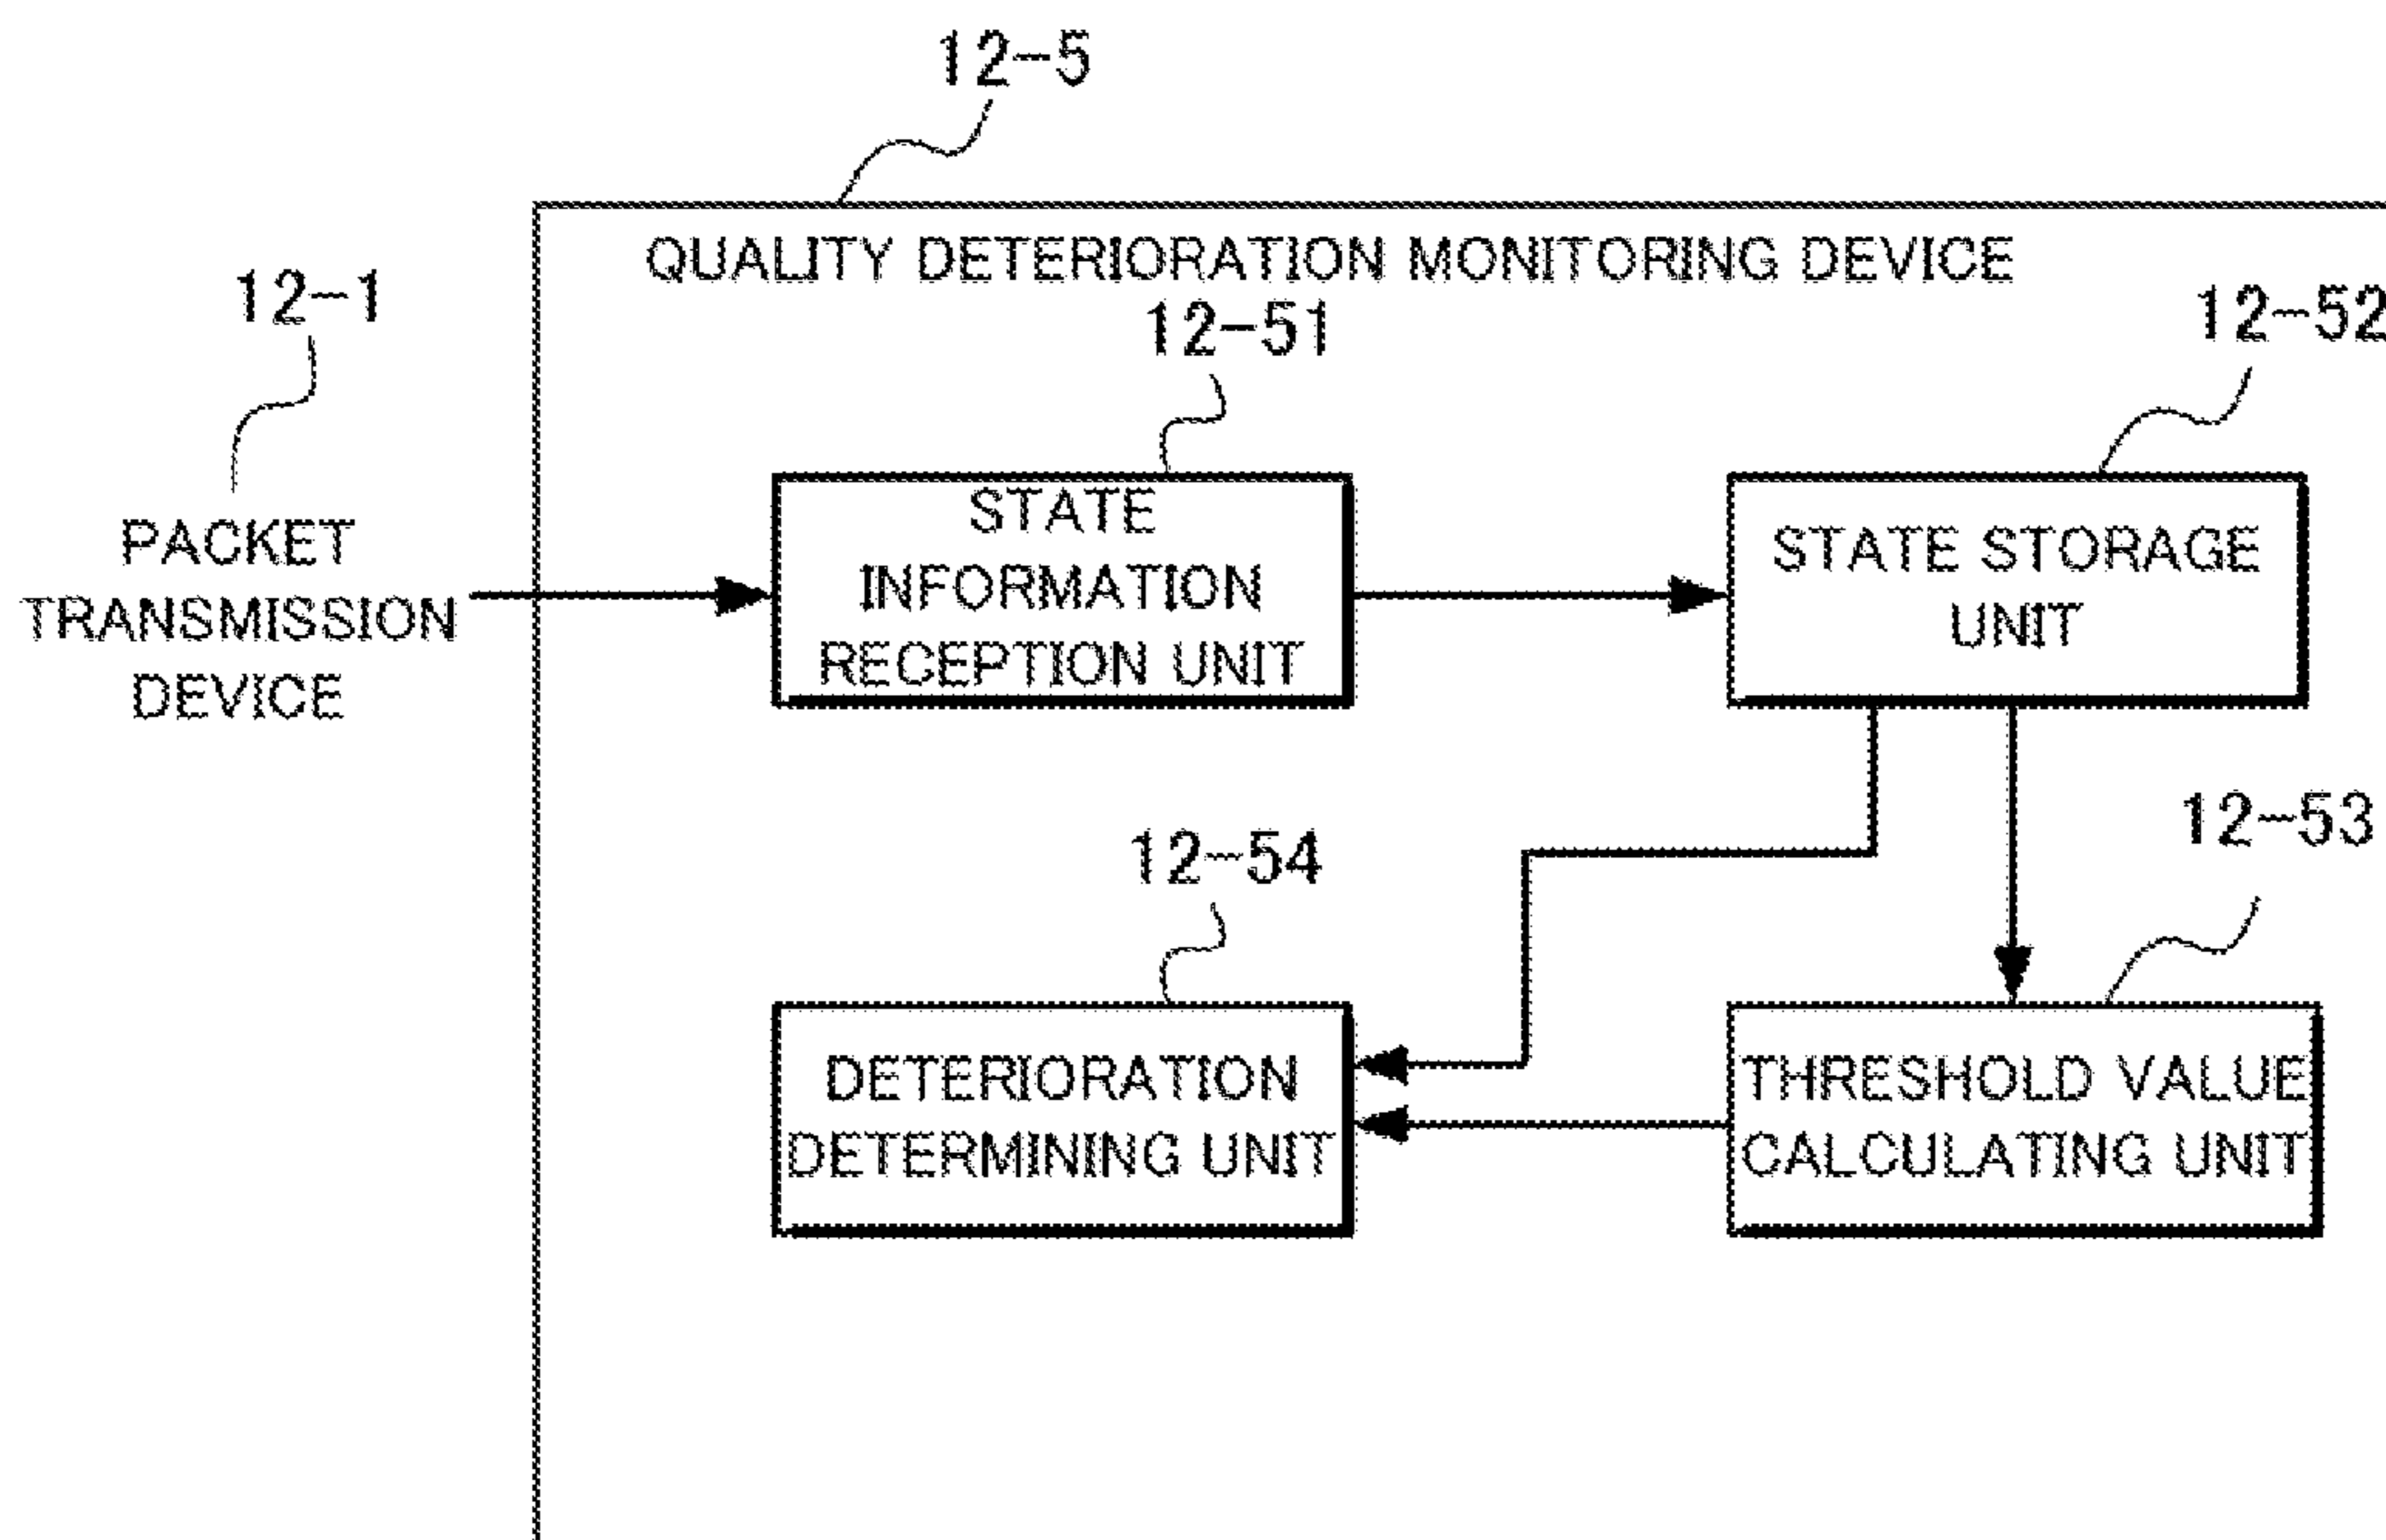 12-5
QUALITY DETERIORATION MONITORING DEVICE
12-1
12-51
12-52
PACKET
TRANSMISSION
DEVICE
STATE
INFORMATION
RECEPTION UNIT
STATE STORAGE
UNIT
12-54
12-53
DETERIORATION
DETERMINING UNIT
THRESHOLD VALUE
CALCULATING UNIT